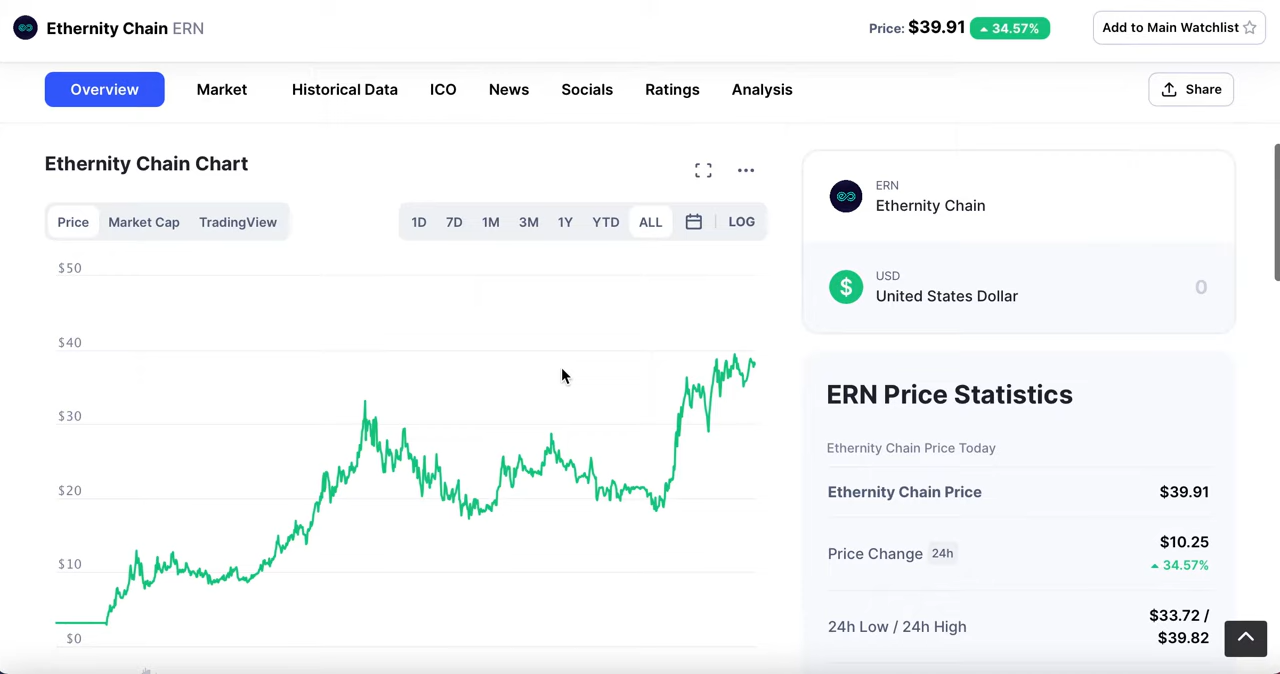 Ethernity Chain ERN
Price: $39.91 34.57%
Add to Main Watchlist
Overview
Market
Historical Data
ICO
News
Socials
Ratings
Analysis
Share
Ethernity Chain Chart
Price
Market Cap
TradingView
1D
7D
1M
3M
1Y
YTD
ALL
LOG
$50
$40
$30
$20
$10
$0
ERN
Ethernity Chain
$
USD
United States Dollar
0
ERN Price Statistics
Ethernity Chain Price Today
Ethernity Chain Price
$39.91
Price Change 24h
$10.25
34.57%
24h Low / 24h High
$33.72 /
$39.82